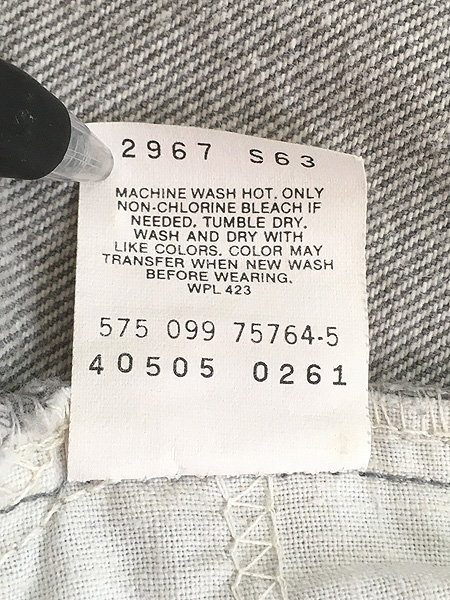 2967 S63
MACHINE WASH HOT. ONLY
NON-CHLORINE BLEACH IF
NEEDED. TUMBLE DRY.
WASH AND DRY WITH
LIKE COLORS. COLOR MAY
TRANSFER WHEN NEW WASH
BEFORE WEARING.
WPL 423
575 099 75764-5
40505 0261